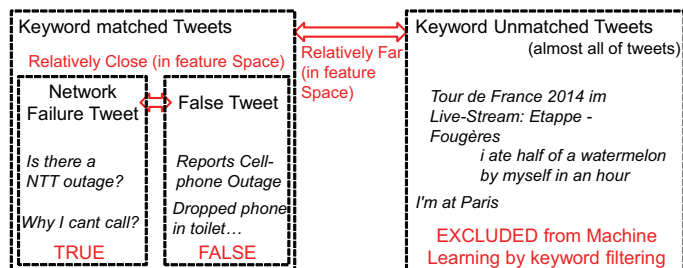 Keyword matched Tweets
Relatively Close (in feature Space)
Network
Failure Tweet
Is there a
NTT outage?
Why I cant call?
TRUE
False Tweet
Reports Cell-
phone Outage
Dropped phone
in toilet…
FALSE
Relatively Far
(in feature
Space)
Keyword Unmatched Tweets
(almost all of tweets)
Tour de France 2014 im
Live-Stream: Etappe -
Fougères
i ate half of a watermelon
by myself in an hour
I'm at Paris
EXCLUDED from Machine
Learning by keyword filtering